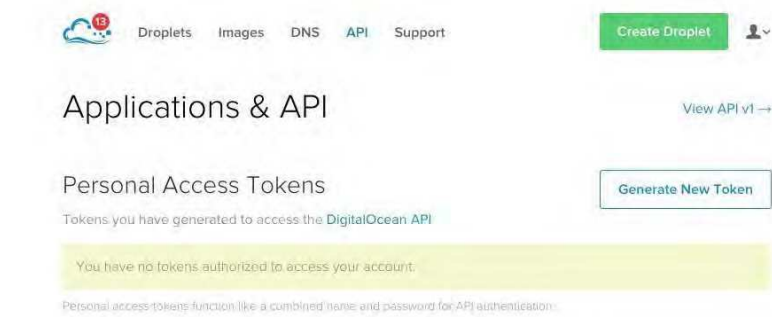 13
Droplets Images DNS API Support
Create Droplet
Applications & API
View API v1 →
Personal Access Tokens
Generate New Token
Tokens you have generated to access the DigitalOcean API
You have no tokens authorized to access your account.
Personal access tokens function like a combined name and password for API authentication.